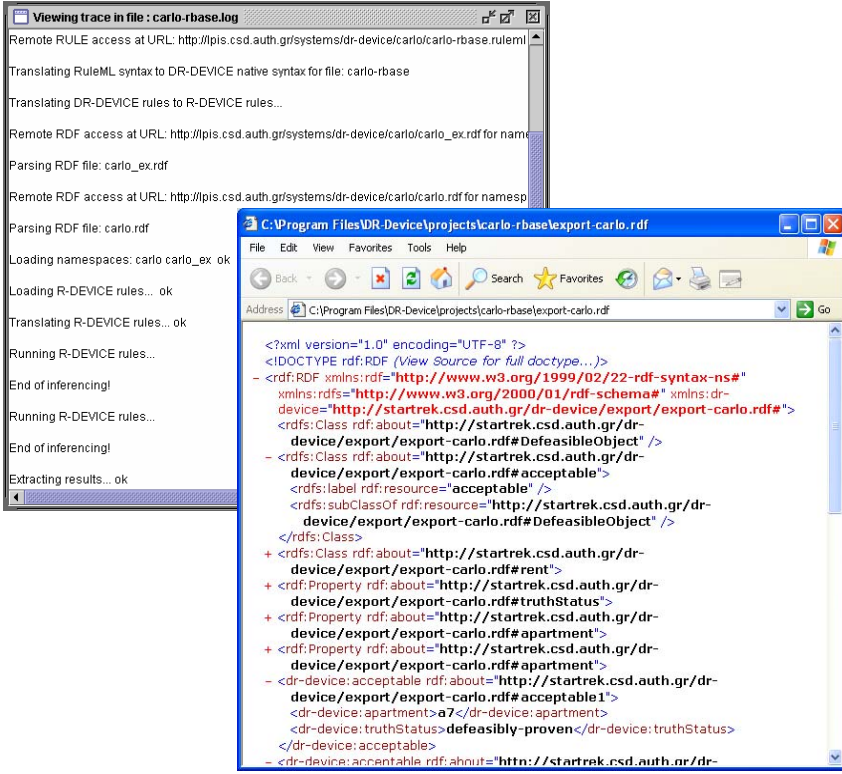 Viewing trace in file : carlo-rbase.log
Remote RULE access at URL: http://lpis.csd.auth.gr/systems/dr-device/carlo/carlo-rbase.ruleml
Translating RuleML syntax to DR-DEVICE native syntax for file: carlo-rbase
Translating DR-DEVICE rules to R-DEVICE rules...
Remote RDF access at URL: http://lpis.csd.auth.gr/systems/dr-device/carlo/carlo_ex.rdf for name
Parsing RDF file: carlo_ex.rdf
Remote RDF access at URL: http://lpis.csd.auth.gr/systems/dr-device/carlo/carlo.rdf for namesp
Parsing RDF file: carlo.rdf
Loading namespaces: carlo carlo_ex ok
Loading R-DEVICE rules... ok
Translating R-DEVICE rules... ok
Running R-DEVICE rules...
End of inferencing!
Running R-DEVICE rules...
End of inferencing!
Extracting results... ok
C:\Program Files\DR-Device\projects\carlo-rbase\export-carlo.rdf
File Edit View Favorites Tools Help
Back Search Favorites
Address C:\Program Files\DR-Device\projects\carlo-rbase\export-carlo.rdf Go
<?xml version="1.0" encoding="UTF-8" ?>
<!DOCTYPE rdf:RDF (View Source for full doctype...)>
- <rdf:RDF xmlns:rdf="http://www.w3.org/1999/02/22-rdf-syntax-ns#"
xmlns:rdfs="http://www.w3.org/2000/01/rdf-schema#" xmlns:dr-
device="http://startrek.csd.auth.gr/dr-device/export/export-carlo.rdf#">
<rdfs:Class rdf:about="http://startrek.csd.auth.gr/dr-
device/export/export-carlo.rdf#DefeasibleObject" />
- <rdfs:Class rdf:about="http://startrek.csd.auth.gr/dr-
device/export/export-carlo.rdf#acceptable">
<rdfs:label rdf:resource="acceptable" />
<rdfs:subClassOf rdf:resource="http://startrek.csd.auth.gr/dr-
device/export/export-carlo.rdf#DefeasibleObject" />
</rdfs:Class>
+ <rdfs:Class rdf:about="http://startrek.csd.auth.gr/dr-
device/export/export-carlo.rdf#rent">
+ <rdf:Property rdf:about="http://startrek.csd.auth.gr/dr-
device/export/export-carlo.rdf#truthStatus">
+ <rdf:Property rdf:about="http://startrek.csd.auth.gr/dr-
device/export/export-carlo.rdf#apartment">
+ <rdf:Property rdf:about="http://startrek.csd.auth.gr/dr-
device/export/export-carlo.rdf#apartment">
- <dr-device:acceptable rdf:about="http://startrek.csd.auth.gr/dr-
device/export/export-carlo.rdf#acceptable1">
<dr-device:apartment>a7</dr-device:apartment>
<dr-device:truthStatus>defeasibly-proven</dr-device:truthStatus>
</dr-device:acceptable>
- <dr-device:acceptable rdf:about="http://startrek.csd.auth.gr/dr-